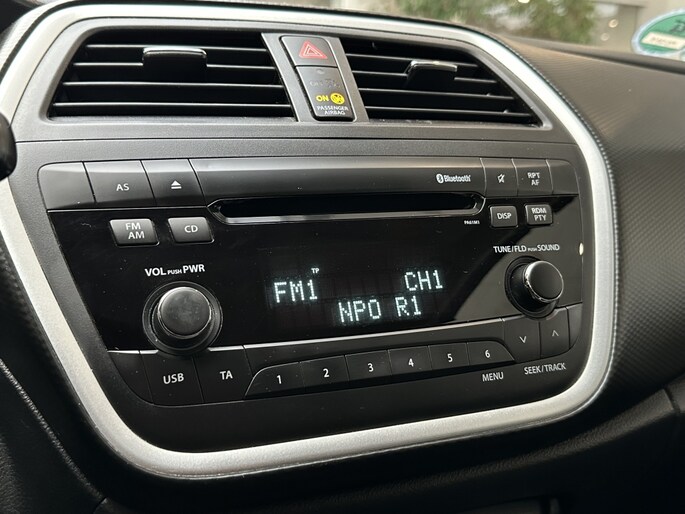 ON
PASSENGER
AIRBAG
Bluetooth
RPT
AF
AS
PA61M1
DISP
RDM
PTY
FM
AM
CD
TUNE/FLD PUSH SOUND
VOL PUSH PWR
TP
FM1 CH1
NPO R1
USB TA 1 2 3 4 5 6
MENU
SEEK/TRACK